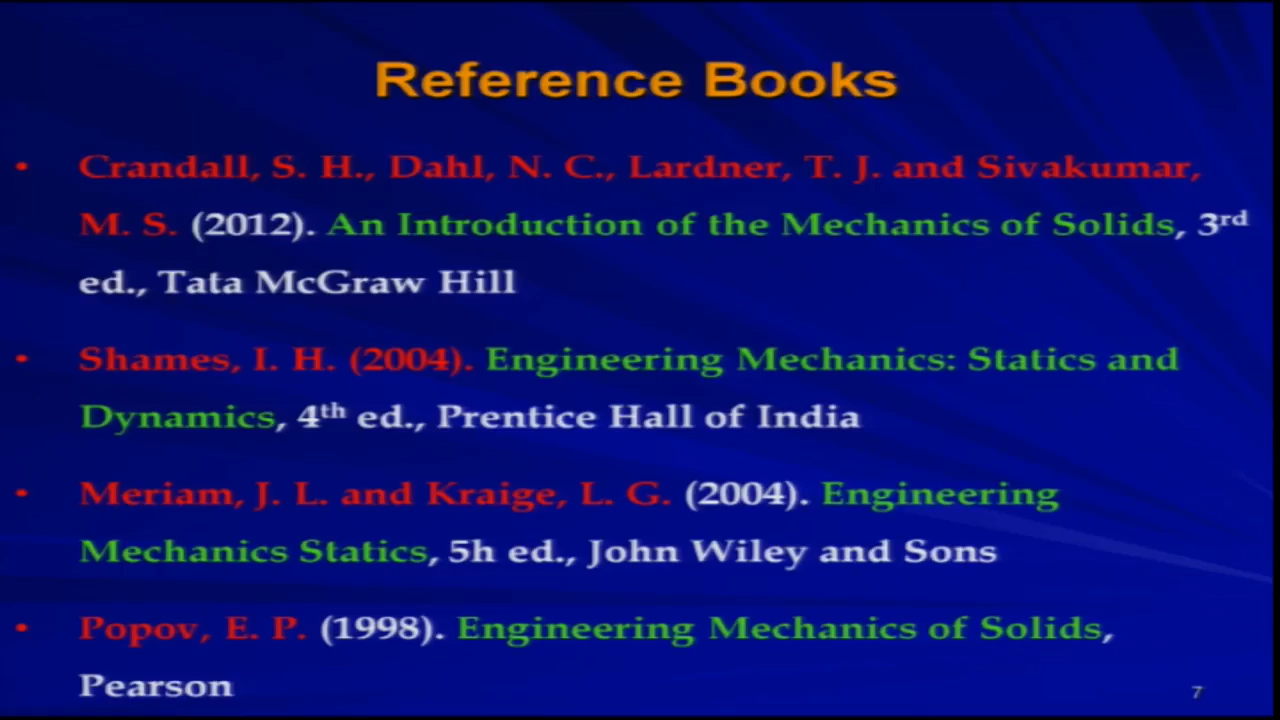 Reference Books
• Crandall, S. H., Dahl, N. C., Lardner, T. J. and Sivakumar,
M. S. (2012). An Introduction of the Mechanics of Solids, 3rd
ed., Tata McGraw Hill
• Shames, I. H. (2004). Engineering Mechanics: Statics and
Dynamics, 4th ed., Prentice Hall of India
• Meriam, J. L. and Kraige, L. G. (2004). Engineering
Mechanics Statics, 5h ed., John Wiley and Sons
• Popov, E. P. (1998). Engineering Mechanics of Solids,
Pearson
7